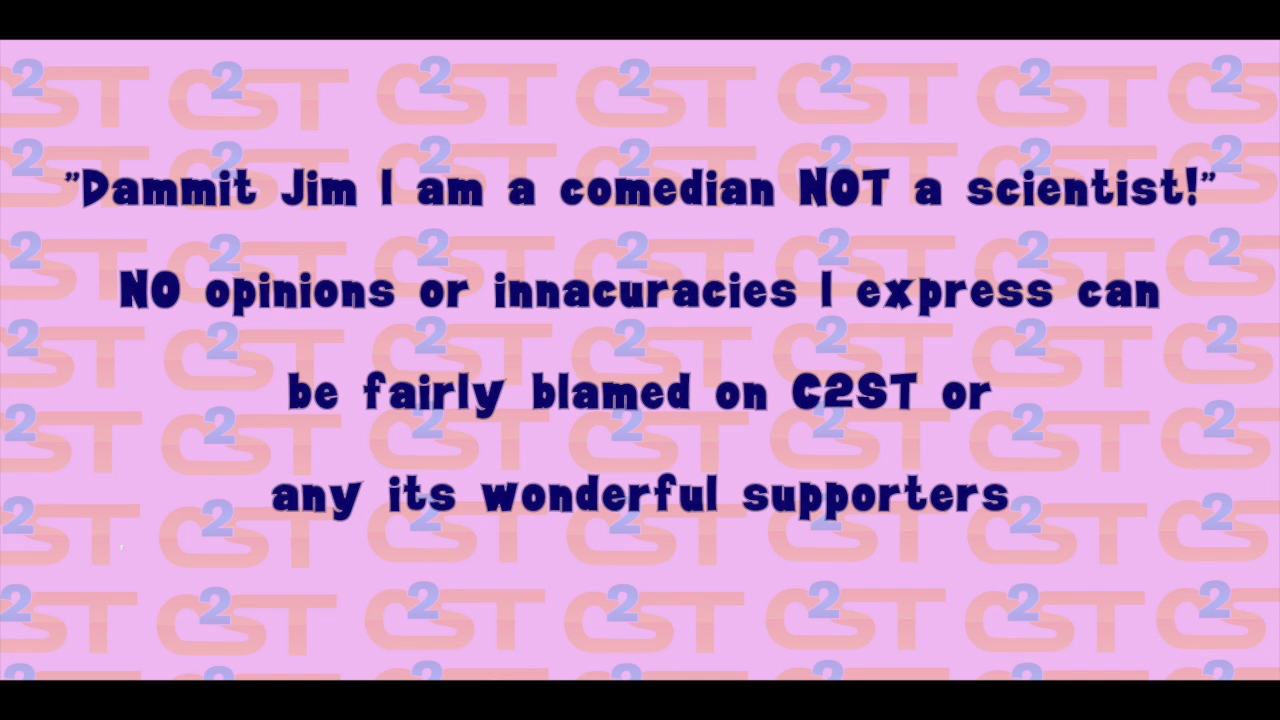 ”Dammit Jim I am a comedian NOT a scientist!”
NO opinions or innacuracies I express can
be fairly blamed on C2ST or
any its wonderful supporters